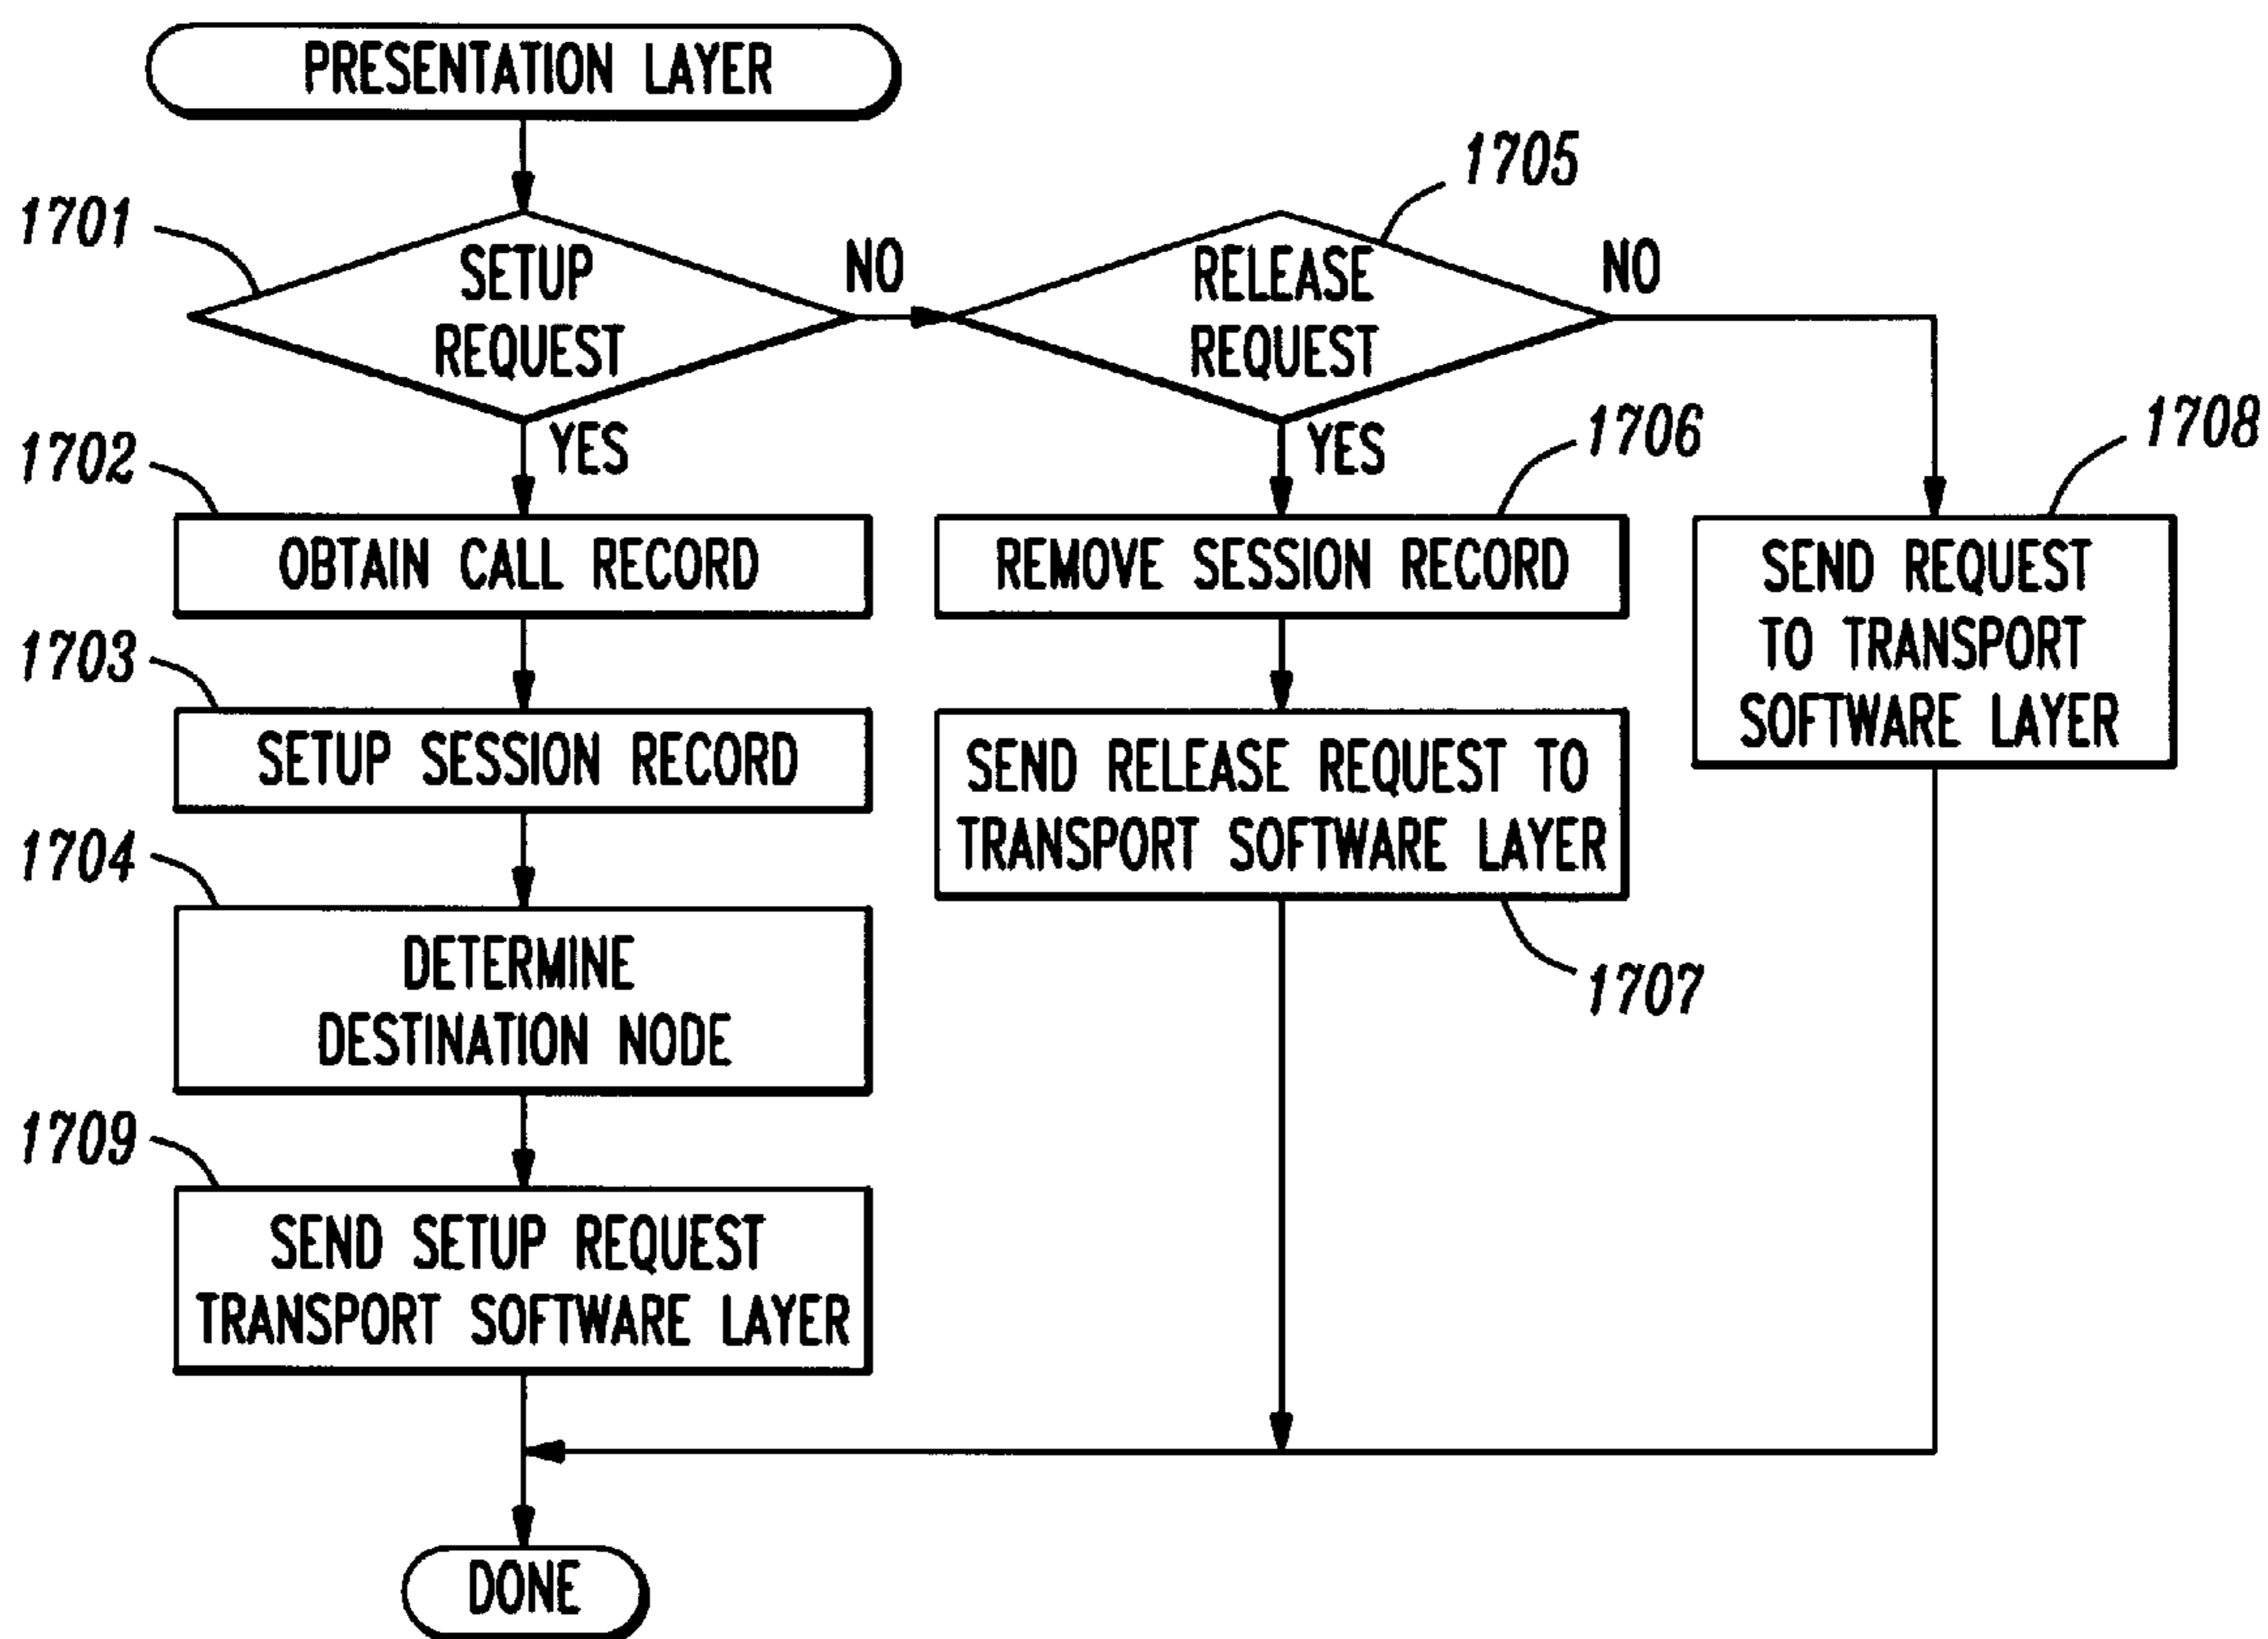 PRESENTATION LAYER
1701
SETUP
REQUEST
NO
YES
1705
RELEASE
REQUEST
NO
YES
1702
OBTAIN CALL RECORD
1703
SETUP SESSION RECORD
1704
DETERMINE
DESTINATION NODE
1709
SEND SETUP REQUEST
TRANSPORT SOFTWARE LAYER
1706
REMOVE SESSION RECORD
SEND RELEASE REQUEST TO
TRANSPORT SOFTWARE LAYER
1707
1708
SEND REQUEST
TO TRANSPORT
SOFTWARE LAYER
DONE